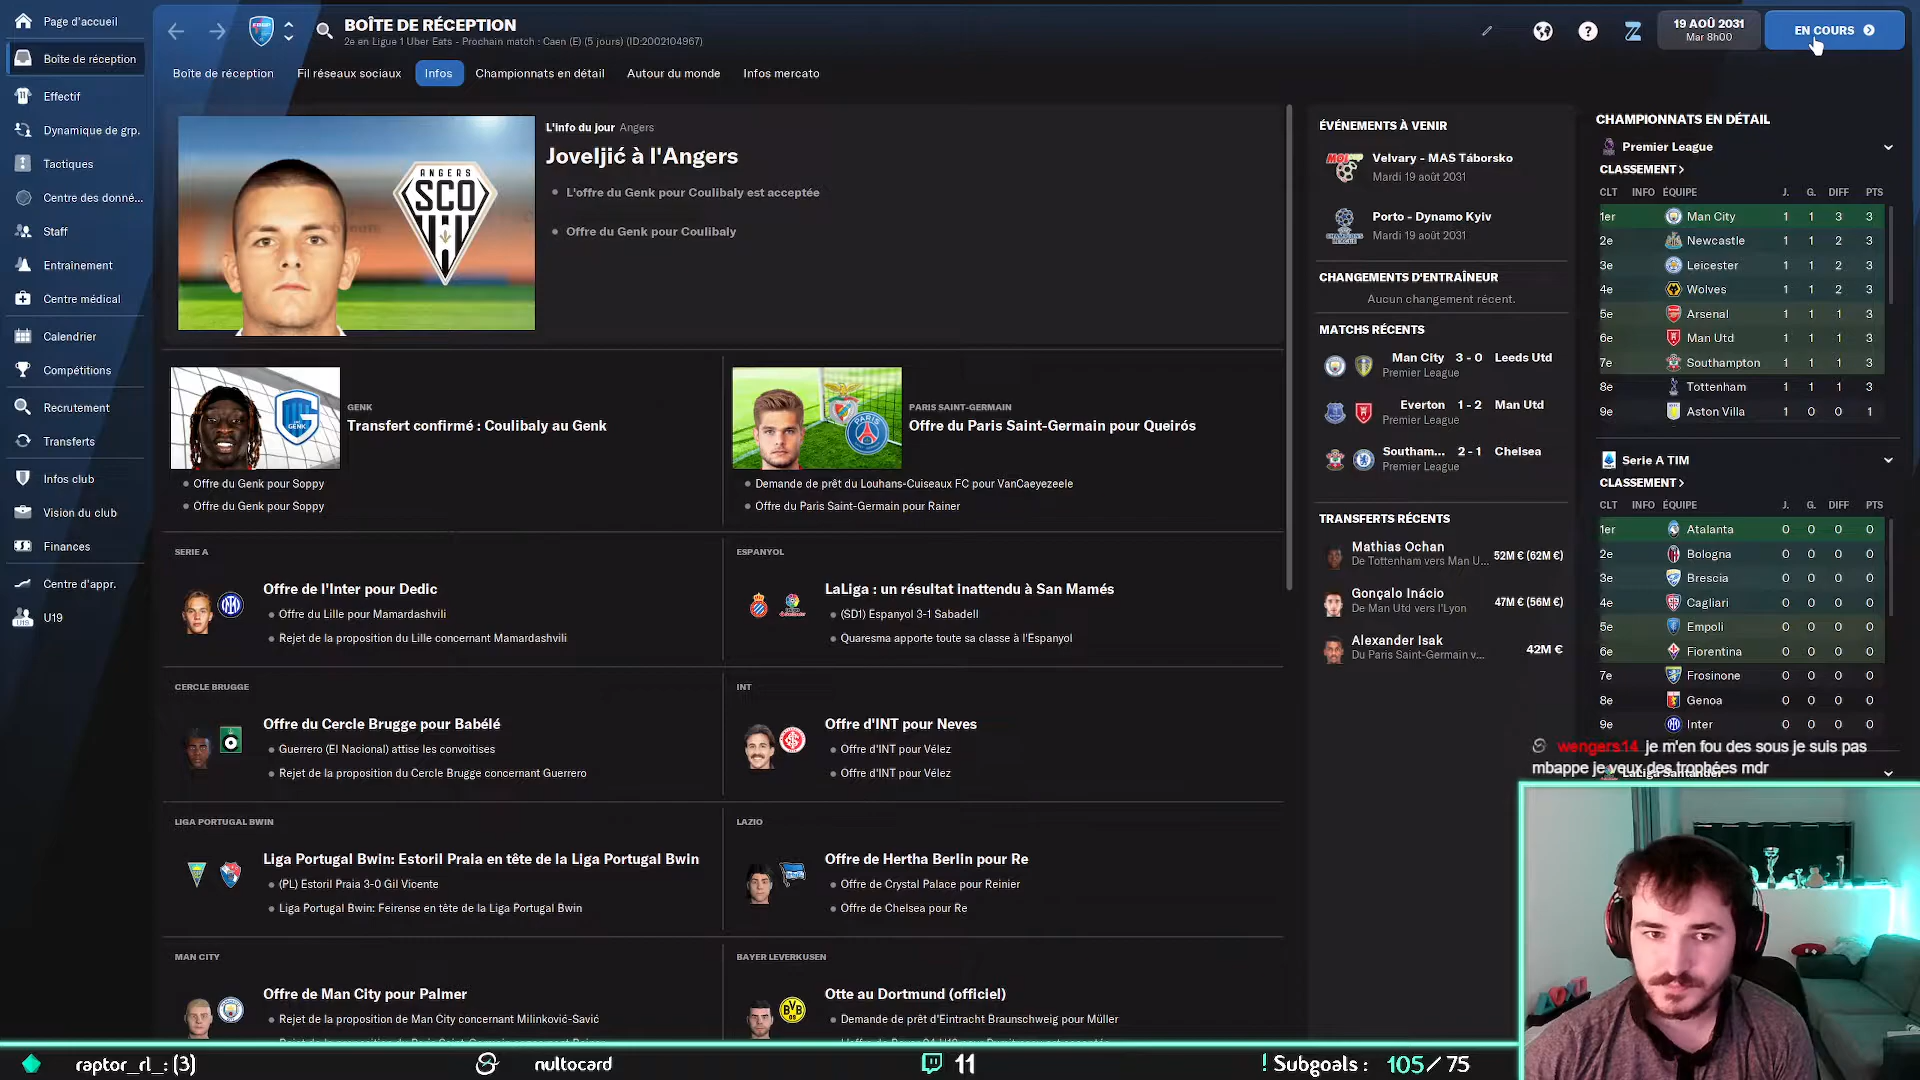 Page d'accueil
Boîte de réception
Effectif
Dynamique de grp.
Tactiques
Centre des donné...
Staff
Entraînement
Centre médical
Calendrier
Compétitions
Recrutement
Transferts
Infos club
Vision du club
Finances
Centre d'appr.
U19
BOÎTE DE RÉCEPTION
2e en Ligue 1 Uber Eats - Prochain match : Caen (E) (5 jours) (ID:2002104967)
19 AOÛ 2031
Mar 8h00
EN COURS
Boîte de réception
Fil réseaux sociaux
Infos
Championnats en détail
Autour du monde
Infos mercato
ANGERS
SCO
L'info du jour Angers
Joveljić à l'Angers
L'offre du Genk pour Coulibaly est acceptée
Offre du Genk pour Coulibaly
GENK
Transfert confirmé : Coulibaly au Genk
Offre du Genk pour Soppy
Offre du Genk pour Soppy
PARIS SAINT-GERMAIN
Offre du Paris Saint-Germain pour Queirós
Demande de prêt du Louhans-Cuiseaux FC pour VanCaeyezeele
Offre du Paris Saint-Germain pour Rainer
SERIE A
Offre de l'Inter pour Dedic
Offre du Lille pour Mamardashvili
Rejet de la proposition du Lille concernant Mamardashvili
ESPANYOL
LaLiga : un résultat inattendu à San Mamés
(SD1) Espanyol 3-1 Sabadell
Quaresma apporte toute sa classe à l'Espanyol
CERCLE BRUGGE
Offre du Cercle Brugge pour Babélé
Guerrero (El Nacional) attise les convoitises
Rejet de la proposition du Cercle Brugge concernant Guerrero
INT
Offre d'INT pour Neves
Offre d'INT pour Vélez
Offre d'INT pour Vélez
LIGA PORTUGAL BWIN
Liga Portugal Bwin: Estoril Praia en tête de la Liga Portugal Bwin
(PL) Estoril Praia 3-0 Gil Vicente
Liga Portugal Bwin: Feirense en tête de la Liga Portugal Bwin
LAZIO
Offre de Hertha Berlin pour Re
Offre de Crystal Palace pour Reinier
Offre de Chelsea pour Re
MAN CITY
Offre de Man City pour Palmer
Rejet de la proposition de Man City concernant Milinković-Savić
BAYER LEVERKUSEN
Otte au Dortmund (officiel)
Demande de prêt d'Eintracht Braunschweig pour Müller
ÉVÉNEMENTS À VENIR
Velvary - MAS Táborsko
Mardi 19 août 2031
Porto - Dynamo Kyiv
Mardi 19 août 2031
CHANGEMENTS D'ENTRAÎNEUR
Aucun changement récent.
MATCHS RÉCENTS
Man City 3 - 0 Leeds Utd
Premier League
Everton 1 - 2 Man Utd
Premier League
Southam... 2 - 1 Chelsea
Premier League
TRANSFERTS RÉCENTS
Mathias Ochan
De Tottenham vers Man U...
52M € (62M €)
Gonçalo Inácio
De Man Utd vers l'Lyon
47M € (56M €)
Alexander Isak
Du Paris Saint-Germain v...
42M €
CHAMPIONNATS EN DÉTAIL
Premier League
CLASSEMENT >
CLT INFO ÉQUIPE J. G. DIFF PTS
1er Man City 1 1 3 3
2e Newcastle 1 1 2 3
3e Leicester 1 1 2 3
4e Wolves 1 1 2 3
5e Arsenal 1 1 1 3
6e Man Utd 1 1 1 3
7e Southampton 1 1 1 3
8e Tottenham 1 1 1 3
9e Aston Villa 1 0 0 1
Serie A TIM
CLASSEMENT >
CLT INFO ÉQUIPE J. G. DIFF PTS
1er Atalanta 0 0 0 0
2e Bologna 0 0 0 0
3e Brescia 0 0 0 0
4e Cagliari 0 0 0 0
5e Empoli 0 0 0 0
6e Fiorentina 0 0 0 0
7e Frosinone 0 0 0 0
8e Genoa 0 0 0 0
9e Inter 0 0 0 0
LaLiga Santander
wengers14 je m'en fou des sous je suis pas
mbappe je veux des trophées mdr
raptor_rl_: (3)
nultocard
11
! Subgoals : 105/ 75